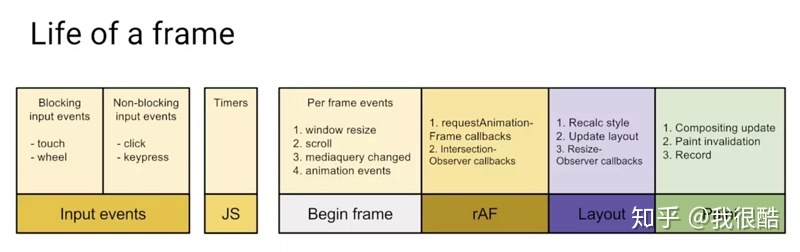 Life of a frame
Blocking
input events
- touch
- wheel
Non-blocking
input events
- click
- keypress
Timers
Per frame events
1. window resize
2. scroll
3. mediaquery changed
4. animation events
1. requestAnimation-
Frame callbacks
2. Intersection-
Observer callbacks
1. Recalc style
2. Update layout
3. Resize-
Observer callbacks
1. Compositing update
2. Paint invalidation
3. Record
Input events
JS
Begin frame
rAF
Layout
知乎 @我很酷